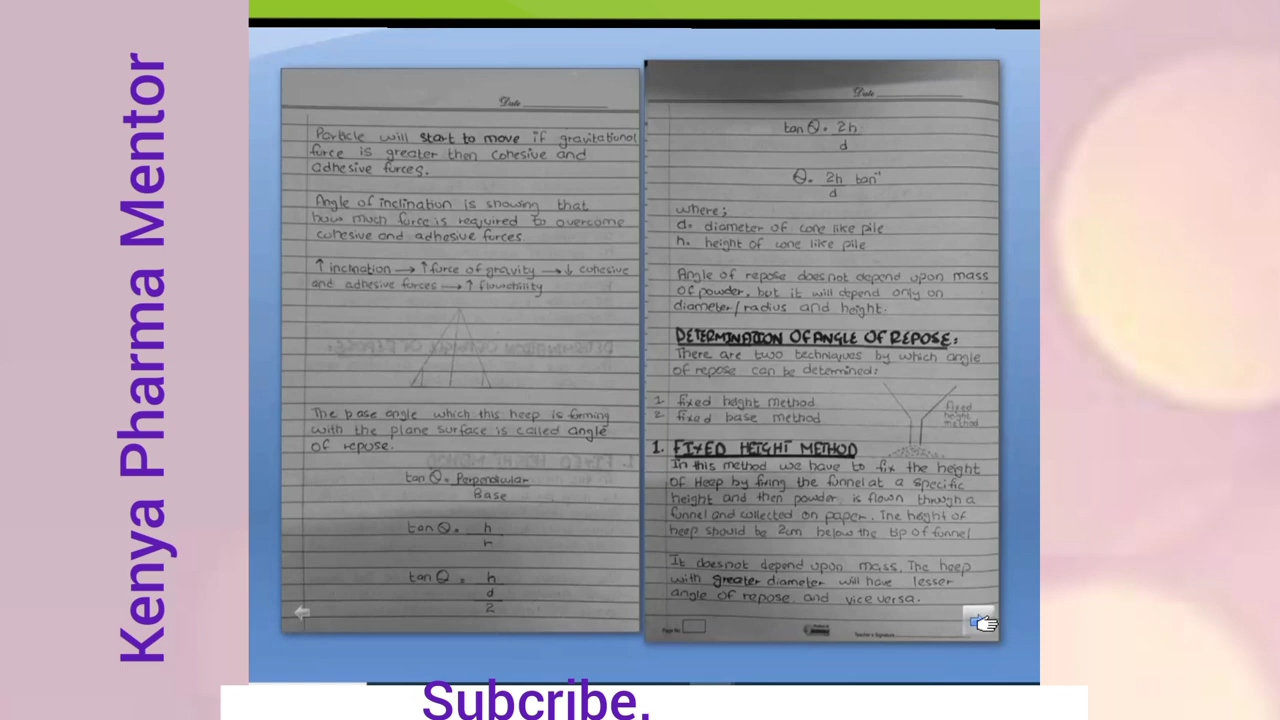 Kenya Pharma Mentor
Date
Particle will start to move if gravitational
force is greater then cohesive and
adhesive forces.
Angle of inclination is showing that
how much force is required to overcome
cohesive and adhesive forces.
↑ inclination → ↑ force of gravity → ↓ cohesive
and adhesive forces → ↑ flowability
The base angle which this heep is forming
with the plane surface is called angle
of repose.
tan θ = Perpendicular
Base
tan θ = h
r
tan θ = h
d
2
Date
tan θ = 2h
d
θ = 2h tan⁻¹
d
where;
d = diameter of cone like pile
h = height of cone like pile
Angle of repose doesnot depend upon mass
of powder, but it will depend only on
diameter/radius and height.
DETERMINATION OF ANGLE OF REPOSE:
There are two techniques by which angle
of repose can be determined:
1. fixed height method
2. fixed base method
fixed
height
method
1. FIXED HEIGHT METHOD
In this method we have to fix the height
of Heep by fixing the funnel at a specific
height and then powder is flown through a
funnel and collected on paper. The height of
heep should be 2cm below the tip of funnel
It doesnot depend upon mass. The heep
with greater diameter will have lesser
angle of repose and vice versa.
Page No
Teacher's Signature
Subcribe.